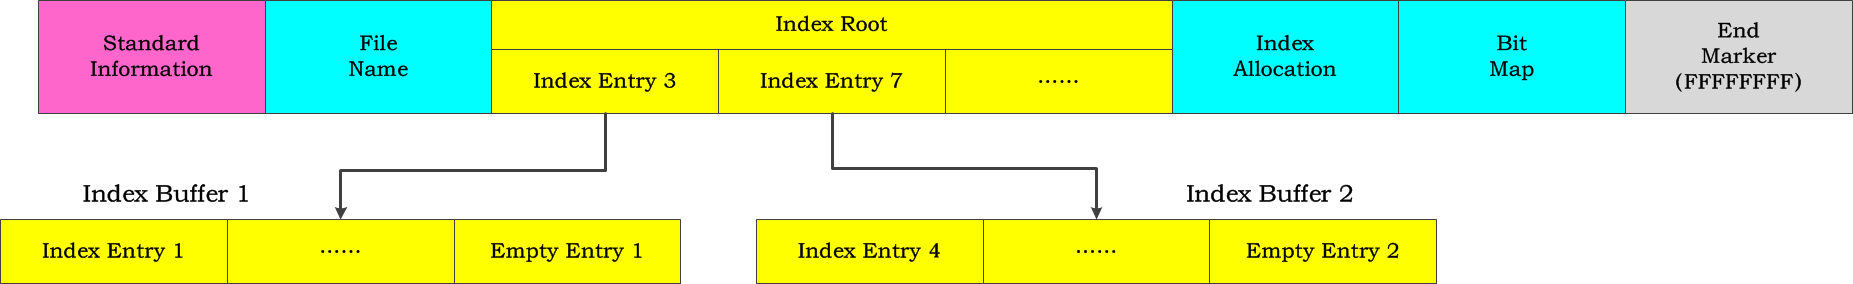 Standard
Information
File
Name
Index Root
Index Entry 3
Index Entry 7
······
Index
Allocation
Bit
Map
End
Marker
(FFFFFFFF)
Index Buffer 1
Index Buffer 2
Index Entry 1
······
Empty Entry 1
Index Entry 4
······
Empty Entry 2